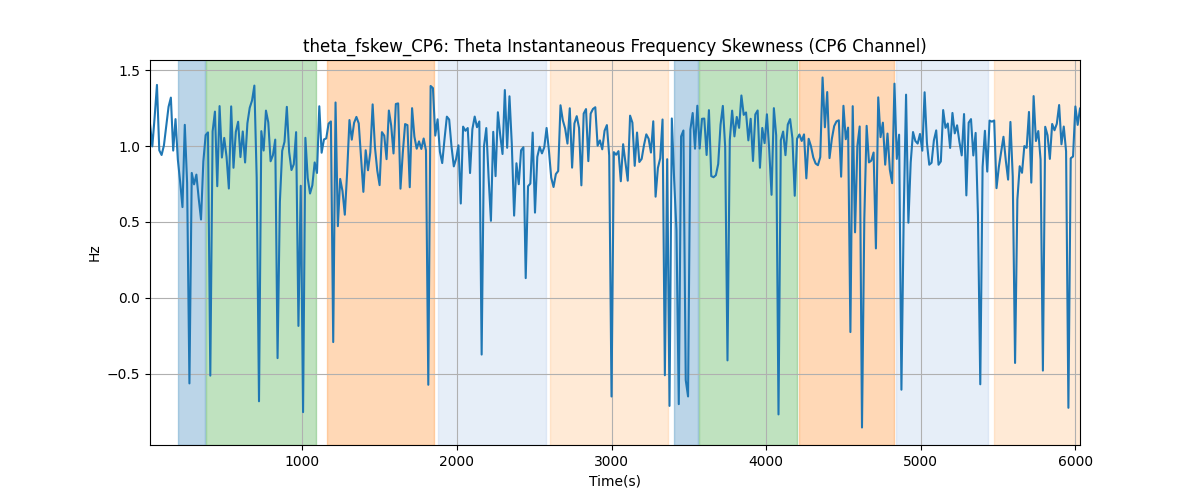 theta_fskew_CP6: Theta Instantaneous Frequency Skewness (CP6 Channel)
1.5
1.0
0.5
0.0
−0.5
Hz
1000 2000 3000 4000 5000 6000
Time(s)